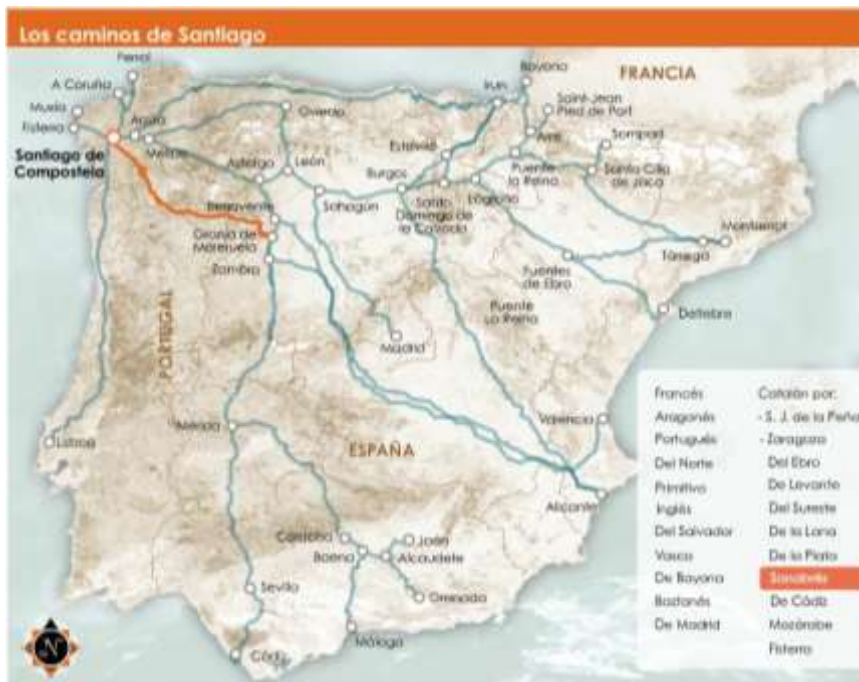 Los caminos de Santiago
Ferrol
Bayona
FRANCIA
A Coruña
Irun
Saint-Jean
Pied de Port
Muxía
Oviedo
Fisterra
Arzúa
Somport
Melide
Estella
Arre
Santiago de
Compostela
Astorga
León
Burgos
Puente
la Reina
Santa Cilia
de Jaca
Benavente
Sahagún
Santo
Domingo de
la Calzada
Logroño
Montserrat
Granja de
Moreruela
Tàrrega
Zamora
Fuentes
de Ebro
Puente
La Reina
Deltebre
PORTUGAL
Madrid
Mérida
Valencia
Lisboa
ESPAÑA
Alicante
Córdoba
Jaén
Baena
Alcaudete
Sevilla
Granada
Málaga
N
Francés
Aragonés
Portugués
Del Norte
Primitivo
Inglés
Del Salvador
Vasco
De Bayona
Baztanés
De Madrid
Catalán por:
- S. J. de la Peña
- Zaragoza
Del Ebro
De Levante
Del Sureste
De la Lana
De la Plata
Sanabrés
De Cádiz
Mozárabe
Fisterra